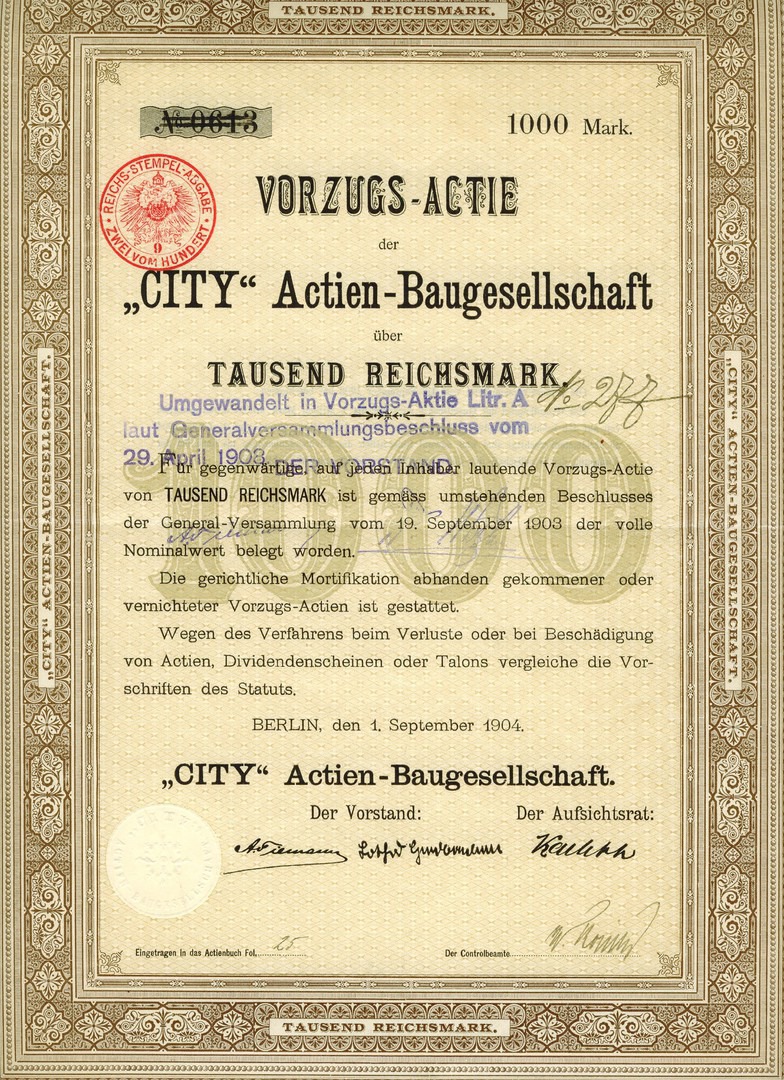 TAUSEND REICHSMARK.
№ 0613
1000 Mark.
REICHS-STEMPEL-ABGABE
ZWEI VOM HUNDERT
9
VORZUGS-ACTIE
der
„CITY“ Actien-Baugesellschaft
über
TAUSEND REICHSMARK.
No 277
Umgewandelt in Vorzugs-Aktie Litr. A
laut Generalversammlungsbeschluss vom
29. April 1908. DER VORSTAND
1000
Für gegenwärtige, auf jeden Inhaber lautende Vorzugs-Actie
von TAUSEND REICHSMARK ist gemäss umstehenden Beschlusses
der General-Versammlung vom 19. September 1903 der volle
Nominalwert belegt worden.
Die gerichtliche Mortifikation abhanden gekommener oder
vernichteter Vorzugs-Actien ist gestattet.
Wegen des Verfahrens beim Verluste oder bei Beschädigung
von Actien, Dividendenscheinen oder Talons vergleiche die Vor-
schriften des Statuts.
BERLIN, den 1. September 1904.
„CITY“ Actien-Baugesellschaft.
Der Vorstand:
Der Aufsichtsrat:
Eingetragen in das Actienbuch Fol. 25
Der Controlbeamte
„CITY“ ACTIEN-BAUGESELLSCHAFT.
„CITY“ ACTIEN-BAUGESELLSCHAFT.
TAUSEND REICHSMARK.